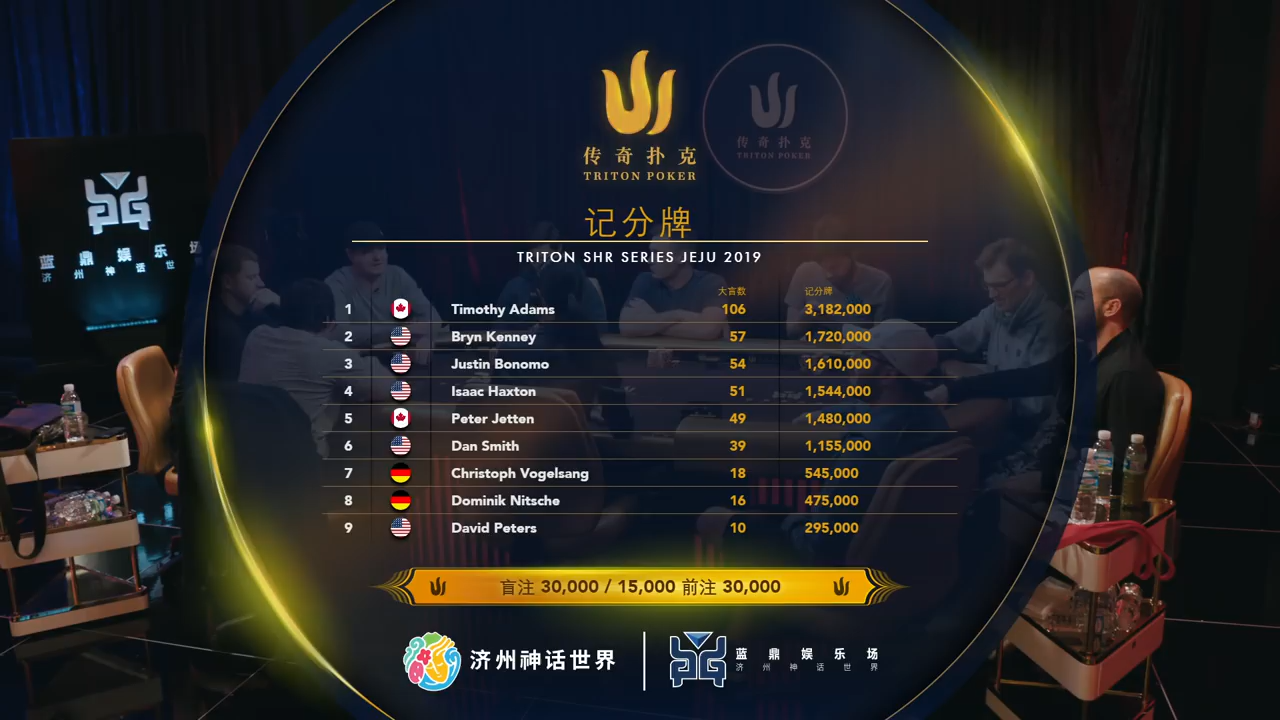 传奇扑克
TRITON POKER
传奇扑克
TRITON POKER
记分牌
TRITON SHR SERIES JEJU 2019
蓝鼎娱乐场
济州神话世
大盲数 记分牌
1 Timothy Adams 106 3,182,000
2 Bryn Kenney 57 1,720,000
3 Justin Bonomo 54 1,610,000
4 Isaac Haxton 51 1,544,000
5 Peter Jetten 49 1,480,000
6 Dan Smith 39 1,155,000
7 Christoph Vogelsang 18 545,000
8 Dominik Nitsche 16 475,000
9 David Peters 10 295,000
盲注 30,000 / 15,000 前注 30,000
济州神话世界
蓝鼎娱乐场
济州神话世界